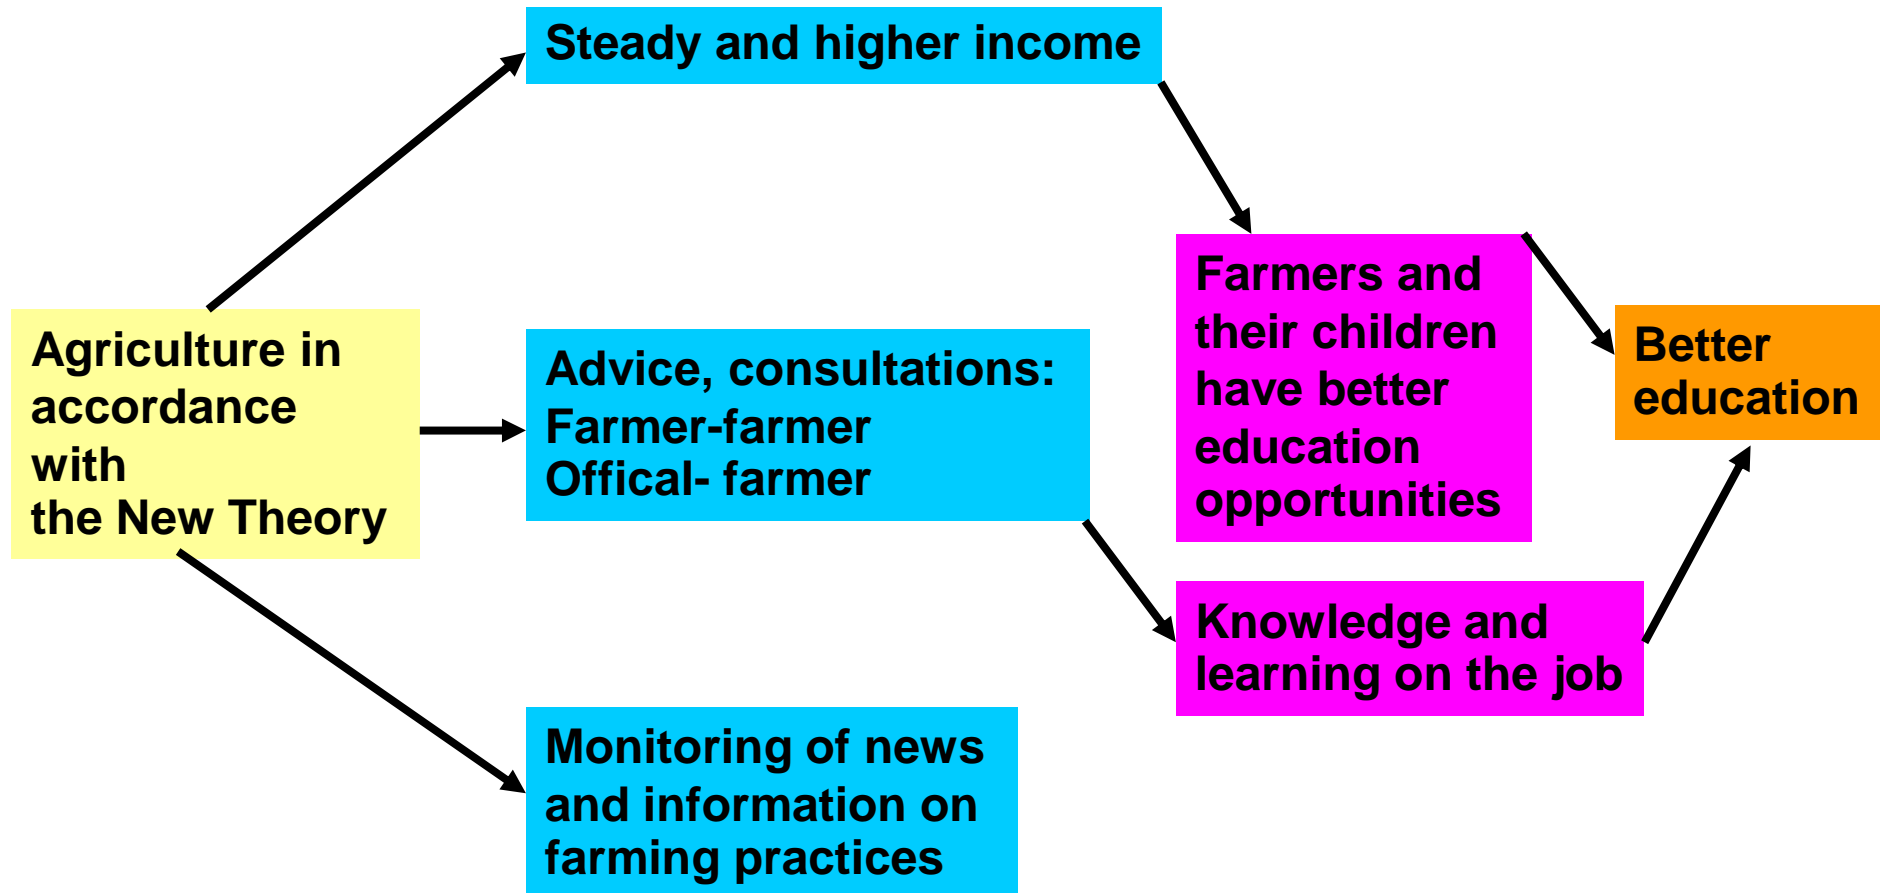 Steady and higher income
Agriculture in
accordance
with
the New Theory
Advice, consultations:
Farmer-farmer
Offical- farmer
Monitoring of news
and information on
farming practices
Farmers and
their children
have better
education
opportunities
Knowledge and
learning on the job
Better
education